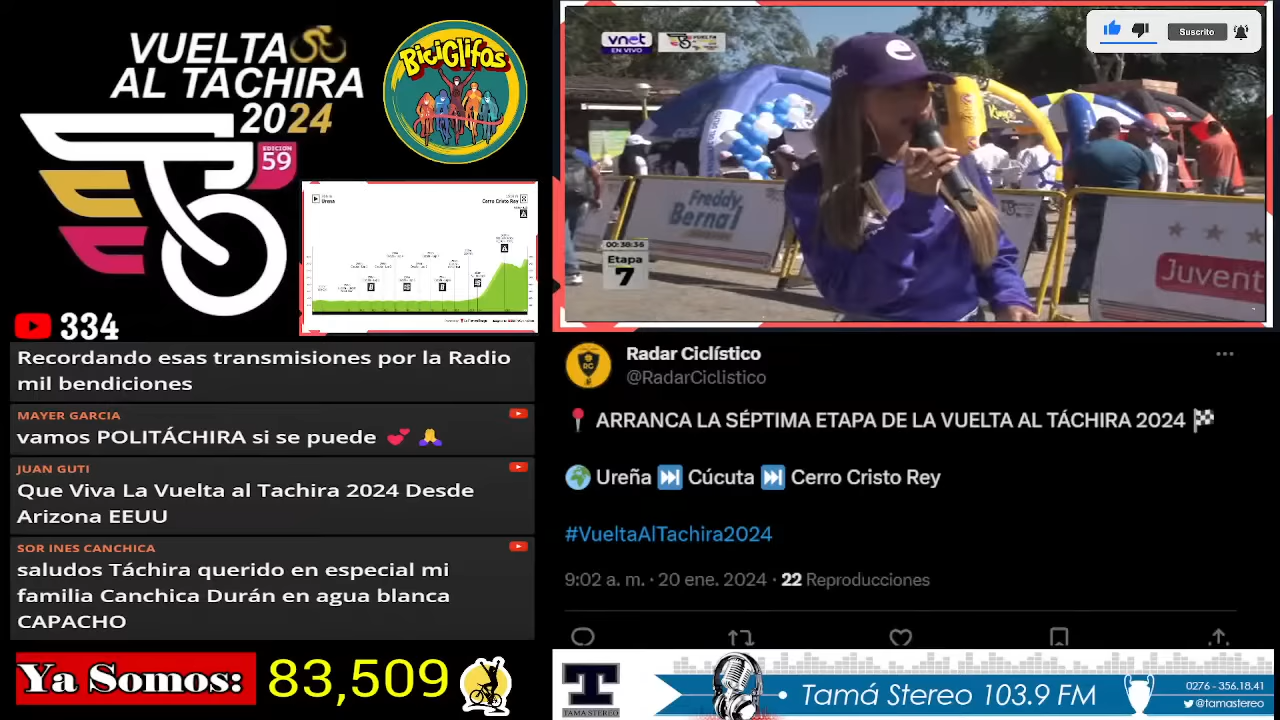 VUELTA
AL TACHIRA
2024
EDICION
59
BiciGlifos
Ureña
Cerro Cristo Rey
334
Recordando esas transmisiones por la Radio
mil bendiciones
MAYER GARCIA
vamos POLITÁCHIRA si se puede 💕 🙏
JUAN GUTI
Que Viva La Vuelta al Tachira 2024 Desde
Arizona EEUU
SOR INES CANCHICA
saludos Táchira querido en especial mi
familia Canchica Durán en agua blanca
CAPACHO
Ya Somos: 83,509
vnet
EN VIVO
Suscrito
Freddy
Bernal
00:38:36
Etapa
7
Juvent
Radar Ciclístico
@RadarCiclistico
📍 ARRANCA LA SÉPTIMA ETAPA DE LA VUELTA AL TÁCHIRA 2024 🏁
🌍 Ureña ⏭ Cúcuta ⏭ Cerro Cristo Rey
#VueltaAlTachira2024
9:02 a. m. · 20 ene. 2024 · 22 Reproducciones
T
TAMA STEREO
Tamá Stereo 103.9 FM
0276 - 356.18.41
@tamastereo